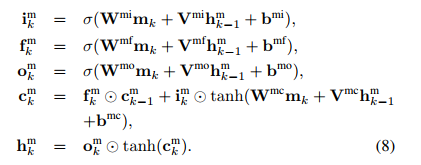 i_k^m = σ(W^{mi}m_k + V^{mi}h_{k−1}^m + b^{mi}),
f_k^m = σ(W^{mf}m_k + V^{mf}h_{k−1}^m + b^{mf}),
o_k^m = σ(W^{mo}m_k + V^{mo}h_{k−1}^m + b^{mo}),
c_k^m = f_k^m ⊙ c_{k−1}^m + i_k^m ⊙ tanh(W^{mc}m_k + V^{mc}h_{k−1}^m
+b^{mc}),
h_k^m = o_k^m ⊙ tanh(c_k^m). (8)